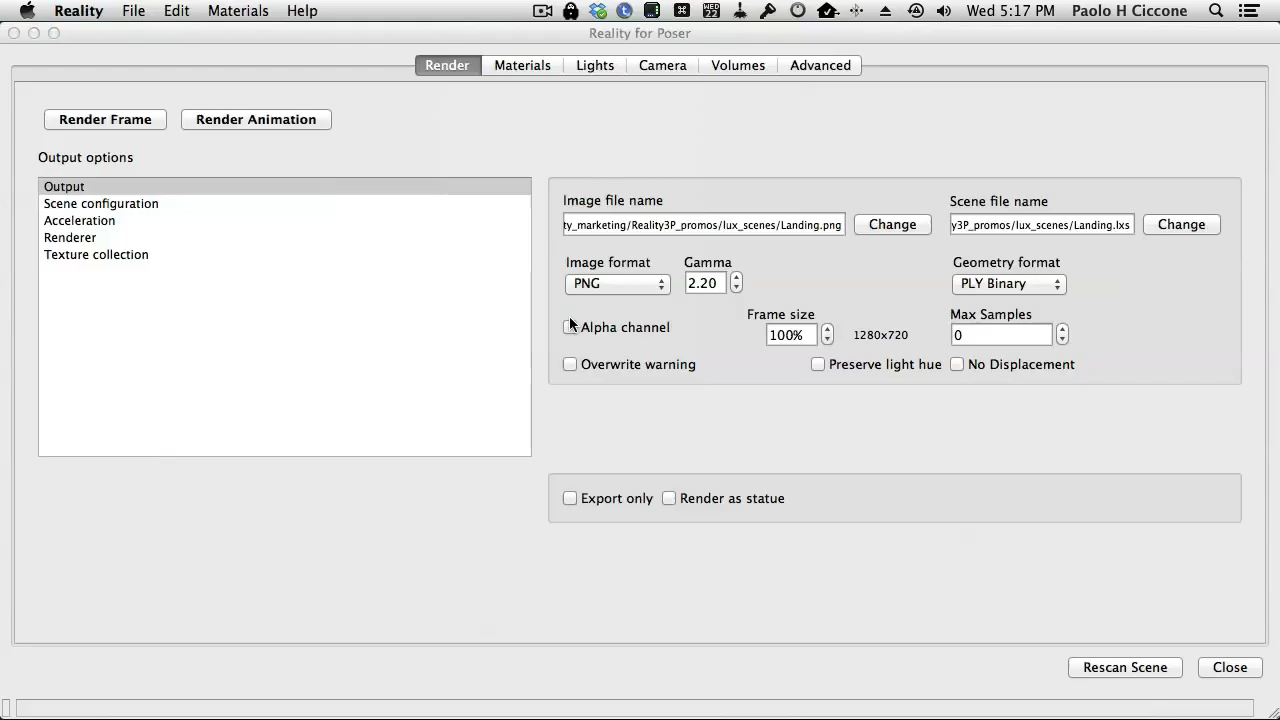 Reality File Edit Materials Help WED 22 Wed 5:17 PM Paolo H Ciccone
Reality for Poser
Render Materials Lights Camera Volumes Advanced
Render Frame Render Animation
Output options
Output
Scene configuration
Acceleration
Renderer
Texture collection
Image file name Scene file name
ty_marketing/Reality3P_promos/lux_scenes/Landing.png Change y3P_promos/lux_scenes/Landing.lxs Change
Image format Gamma Geometry format
PNG 2.20 PLY Binary
Alpha channel Frame size Max Samples
100% 1280x720 0
Overwrite warning Preserve light hue No Displacement
Export only Render as statue
Rescan Scene Close